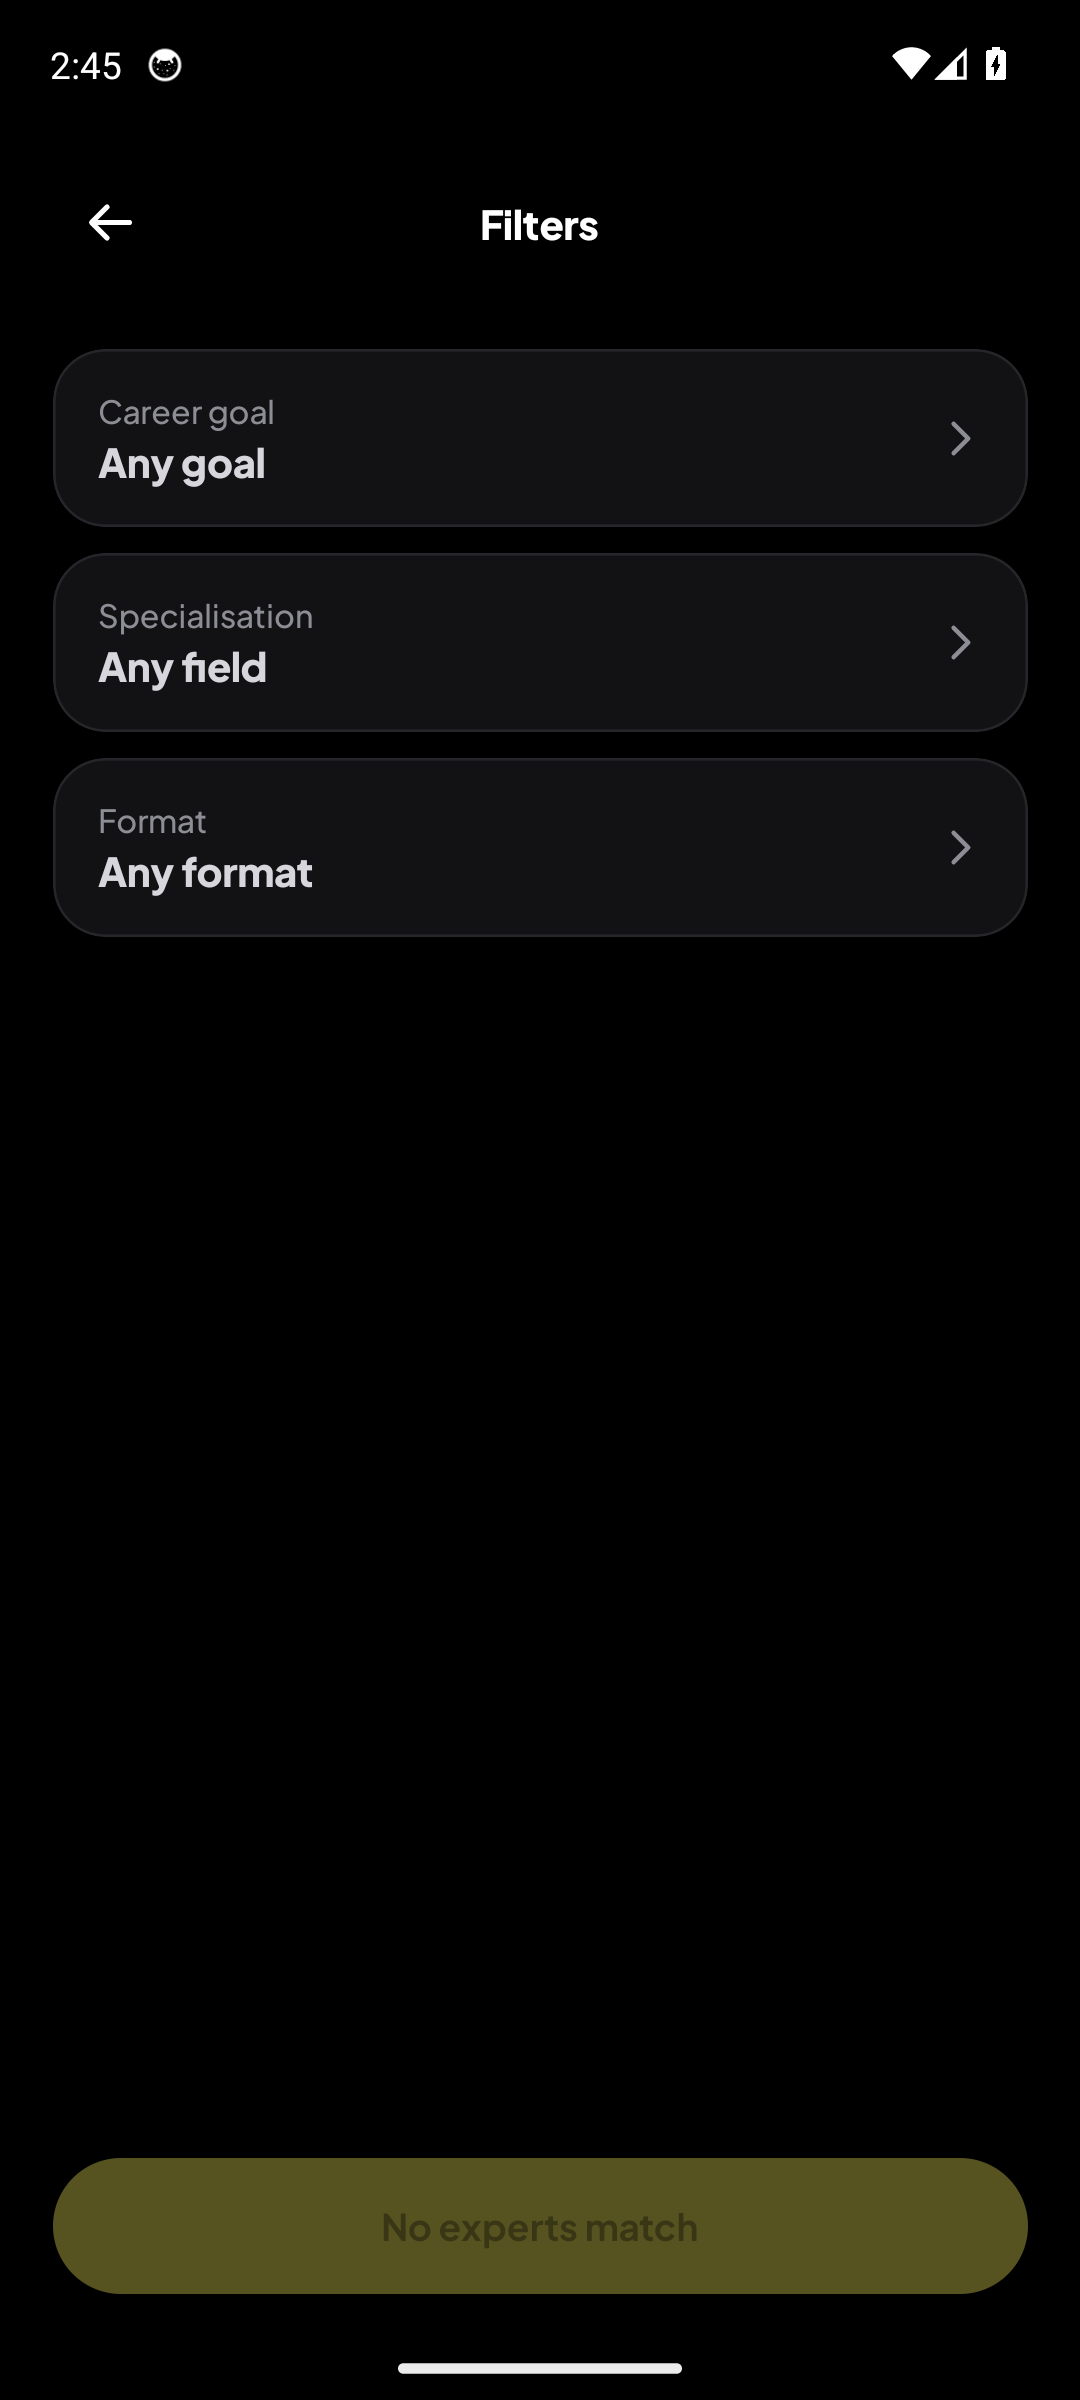 2:45
Filters
Career goal
Any goal
Specialisation
Any field
Format
Any format
No experts match